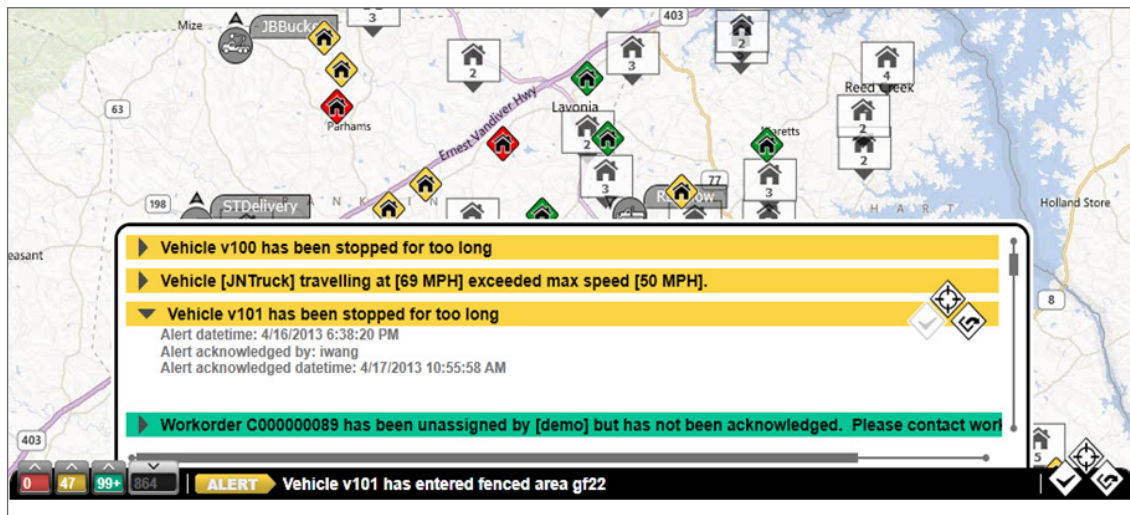 Mize
JBBuck
3
403
2
3
2
4
Reed Creek
63
Parhams
Ernest Vandiver Hwy
Lavonia
2
2
2
3
77
3
198
STDelivery
A N K I N
H A R T
Holland Store
easant
8
Vehicle v100 has been stopped for too long
Vehicle [JNTruck] travelling at [69 MPH] exceeded max speed [50 MPH].
Vehicle v101 has been stopped for too long
Alert datetime: 4/16/2013 6:38:20 PM
Alert acknowledged by: iwang
Alert acknowledged datetime: 4/17/2013 10:55:58 AM
Workorder C000000089 has been unassigned by [demo] but has not been acknowledged.  Please contact work
403
5
0
47
99+
864
ALERT
Vehicle v101 has entered fenced area gf22